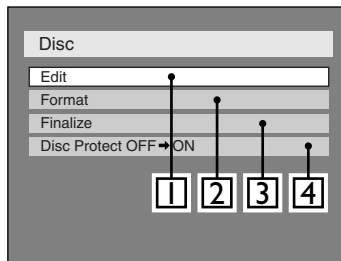 Disc
Edit
Format
Finalize
Disc Protect OFF➔ON
1 2 3 4